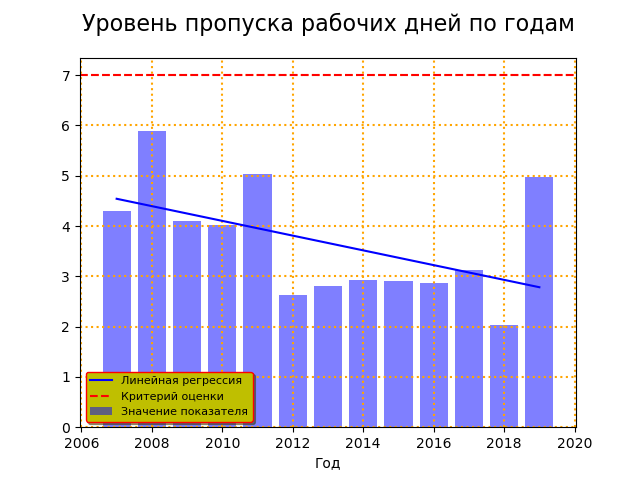 Уровень пропуска рабочих дней по годам
7
6
5
4
3
2
1
0
Линейная регрессия
Критерий оценки
Значение показателя
2006 2008 2010 2012 2014 2016 2018 2020
Год